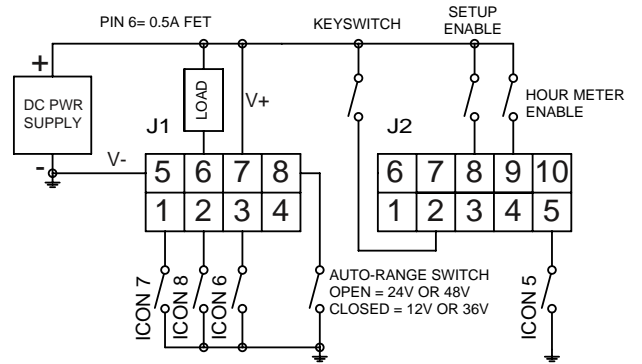 PIN 6= 0.5A FET
KEYSWITCH
SETUP
ENABLE
+
DC PWR
SUPPLY
-
LOAD
V+
V-
HOUR METER
ENABLE
J1
J2
5 6 7 8
1 2 3 4
6 7 8 9 10
1 2 3 4 5
ICON 7
ICON 8
ICON 6
AUTO-RANGE SWITCH
OPEN = 24V OR 48V
CLOSED = 12V OR 36V
ICON 5